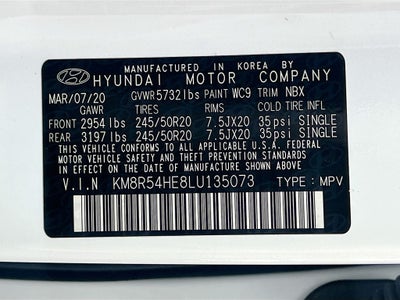 MANUFACTURED IN KOREA BY
HYUNDAI MOTOR COMPANY
MAR/07/20 GVWR 5732 lbs PAINT WC9 TRIM NBX
GAWR TIRES RIMS COLD TIRE INFL
FRONT 2954 lbs 245/50R20 7.5JX20 35psi SINGLE
REAR 3197 lbs 245/50R20 7.5JX20 35psi SINGLE
THIS VEHICLE CONFORMS TO ALL APPLICABLE U.S.A. FEDERAL
MOTOR VEHICLE SAFETY STANDARDS IN EFFECT ON THE
DATE OF MANUFACTURE SHOWN ABOVE.
V.I.N KM8R54HE8LU135073 TYPE : MPV